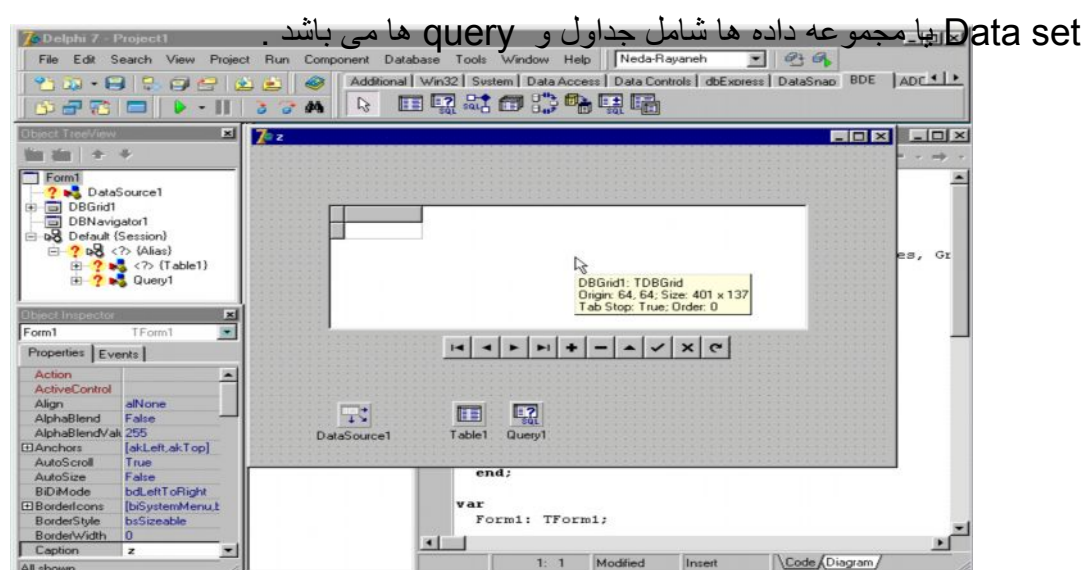 Data set یا مجموعه داده ها شامل جداول و query ها می باشد .
Delphi 7 - Project1
File Edit Search View Project Run Component Database Tools Window Help Neda-Rayaneh
Additional Win32 System Data Access Data Controls dbExpress DataSnap BDE ADC
Object TreeView
Form1
DataSource1
DBGrid1
DBNavigator1
Default {Session}
<?> {Alias}
<?> {Table1}
Query1
z
DBGrid1: TDBGrid
Origin: 64, 64; Size: 401 x 137
Tab Stop: True; Order: 0
DataSource1
Table1
Query1
es, Gr
Object Inspector
Form1 TForm1
Properties Events
Action
ActiveControl
Align alNone
AlphaBlend False
AlphaBlendVal 255
Anchors [akLeft,akTop]
AutoScroll True
AutoSize False
BiDiMode bdLeftToRight
BorderIcons [biSystemMenu,b
BorderStyle bsSizeable
BorderWidth 0
Caption z
All shown
end;
var
Form1: TForm1;
1: 1 Modified Insert Code Diagram